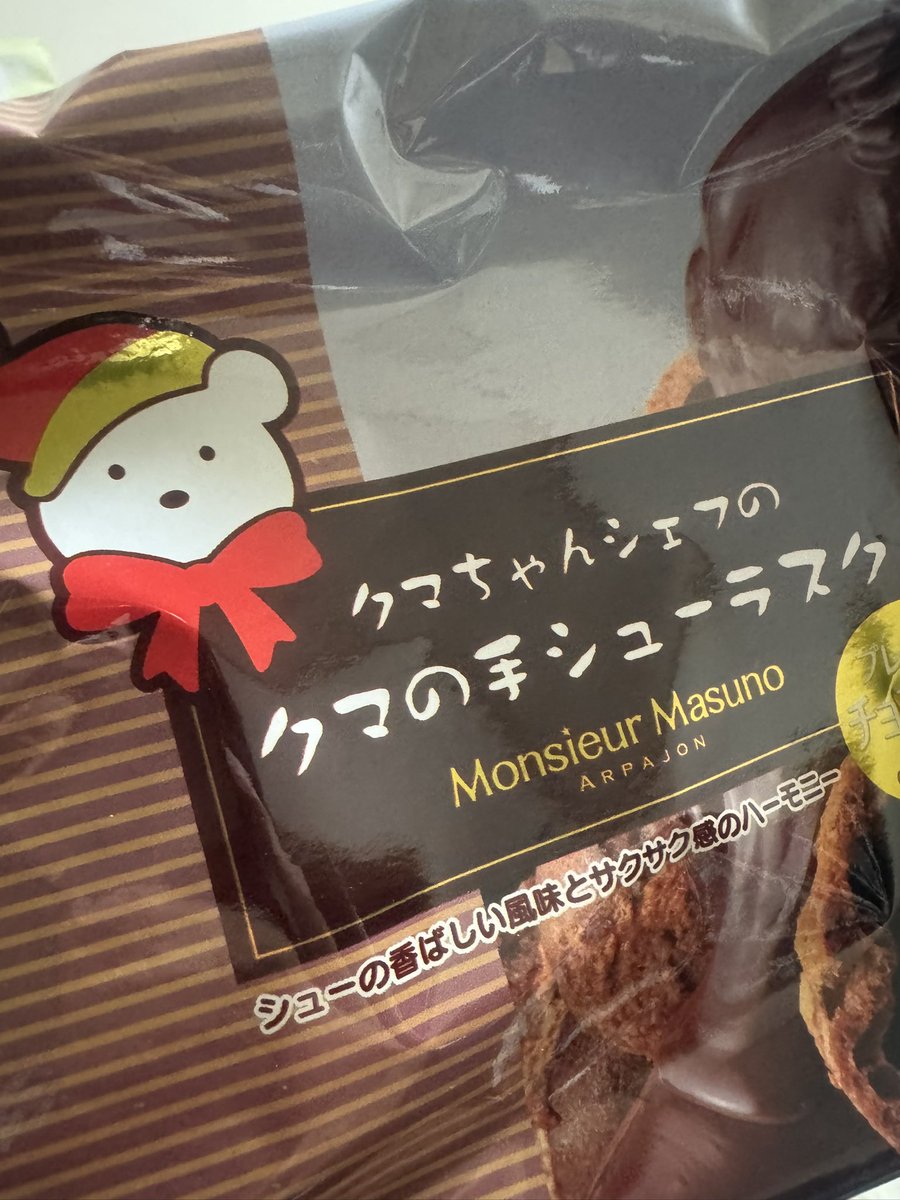 クマちゃんシェフの
クマの手シューラスク
Monsieur Masuno
ARPAJON
シューの香ばしい風味とサクサク感のハーモニー